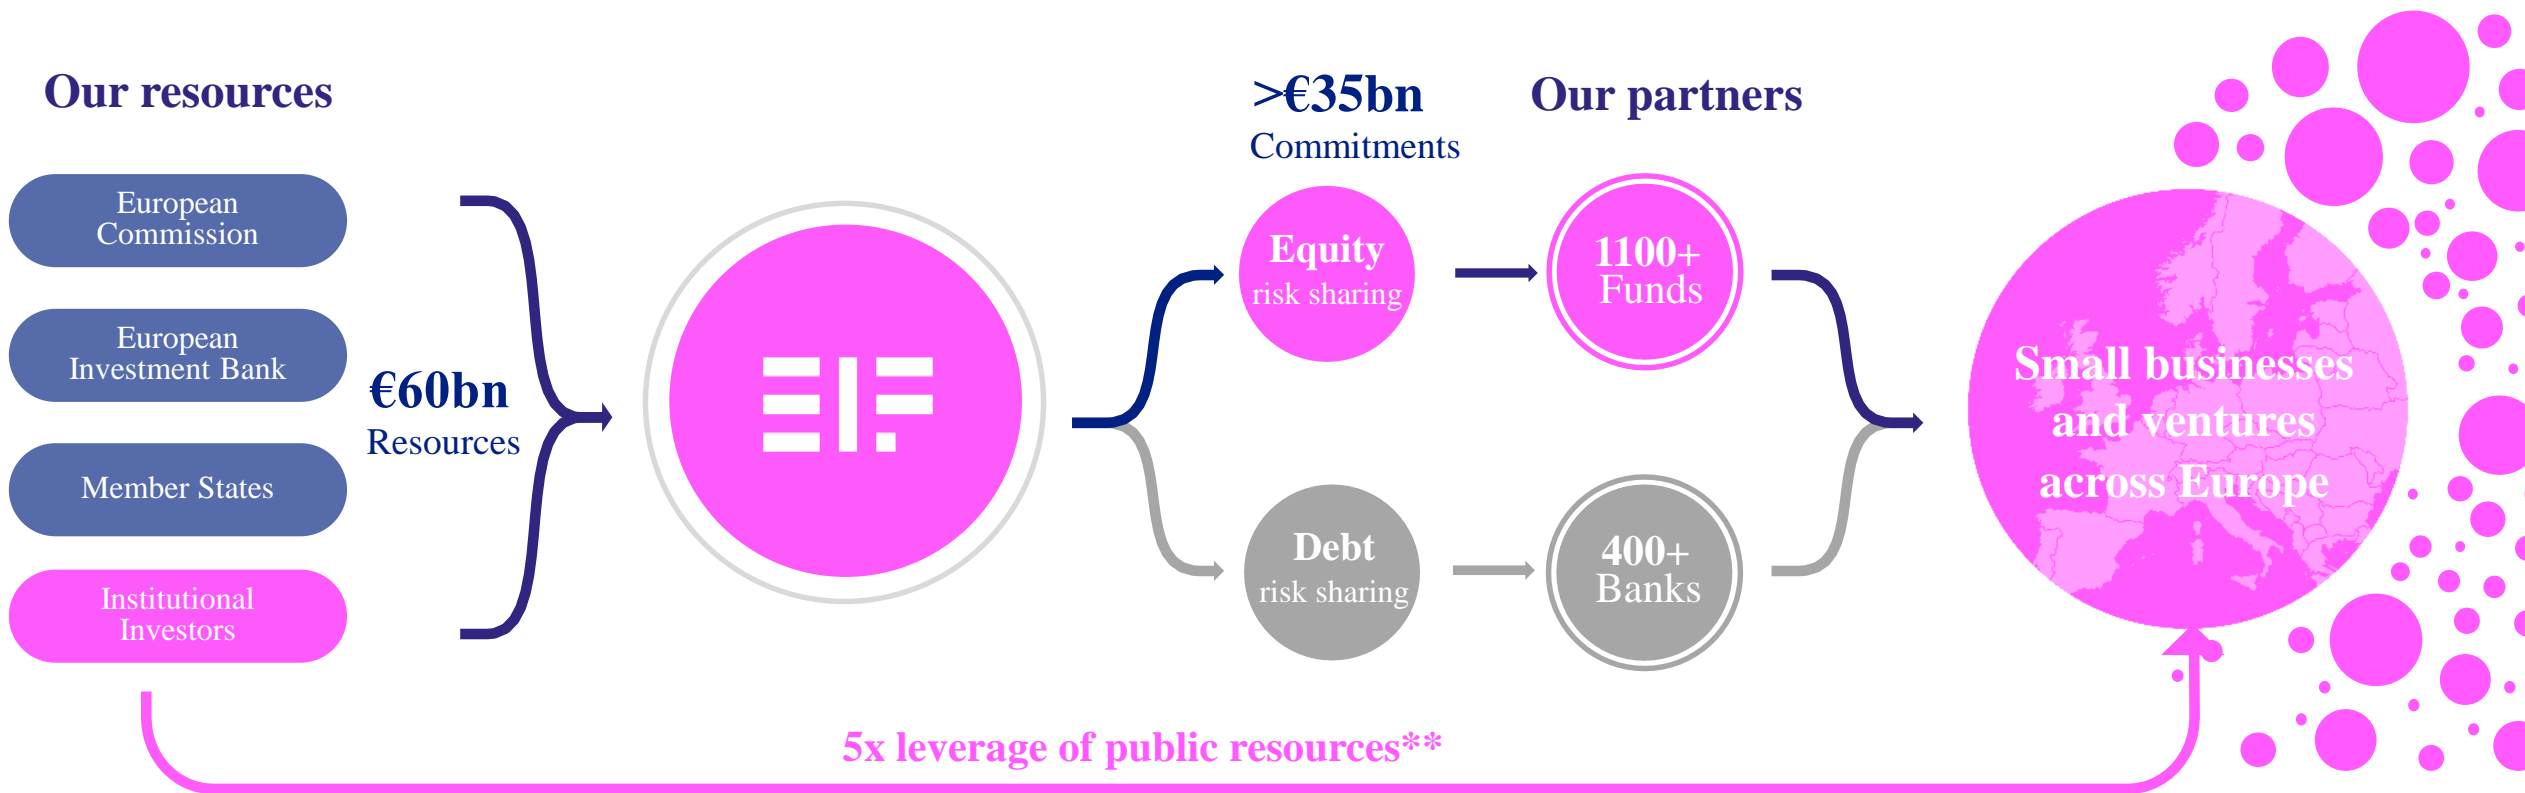 Our resources
European
Commission
European
Investment Bank
Member States
Institutional
Investors
€60bn
Resources
EIF
>€35bn
Commitments
Equity
risk sharing
Debt
risk sharing
Our partners
1100+
Funds
400+
Banks
Small businesses
and ventures
across Europe
5x leverage of public resources**